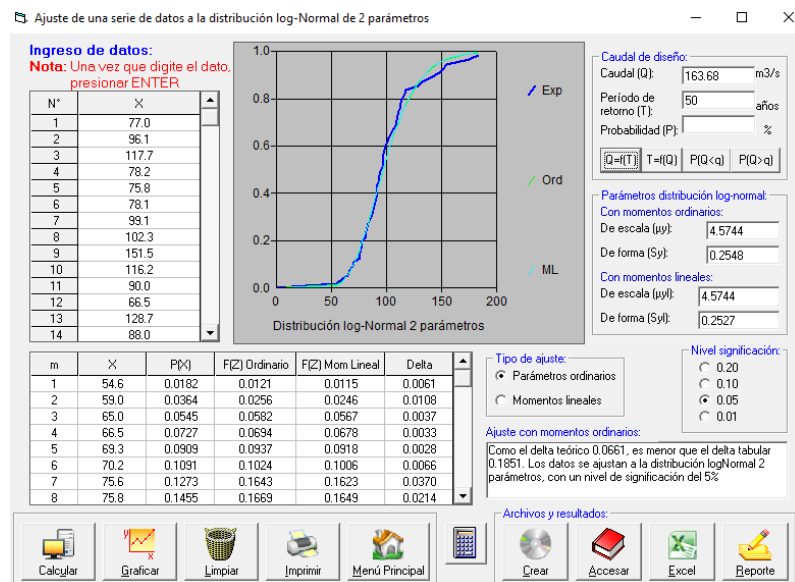 Ajuste de una serie de datos a la distribución log-Normal de 2 parámetros
Ingreso de datos:
Nota: Una vez que digite el dato,
presionar ENTER
N° X
1 77.0
2 96.1
3 117.7
4 78.2
5 75.8
6 78.1
7 99.1
8 102.3
9 151.5
10 116.2
11 90.0
12 66.5
13 128.7
14 88.0
1.0
0.8
0.6
0.4
0.2
0.0
0 50 100 150 200
Distribución log-Normal 2 parámetros
Exp
Ord
ML
Caudal de diseño:
Caudal (Q): 163.68 m3/s
Período de
retorno (T): 50 años
Probabilidad (P): %
Q=f(T) T=f(Q) P(Q<q) P(Q>q)
Parámetros distribución log-normal:
Con momentos ordinarios:
De escala (μy): 4.5744
De forma (Sy): 0.2548
Con momentos lineales:
De escala (μyl): 4.5744
De forma (Syl): 0.2527
m X P(X) F(Z) Ordinario F(Z) Mom Lineal Delta
1 54.6 0.0182 0.0121 0.0115 0.0061
2 59.0 0.0364 0.0256 0.0246 0.0108
3 65.0 0.0545 0.0582 0.0567 0.0037
4 66.5 0.0727 0.0694 0.0678 0.0033
5 69.3 0.0909 0.0937 0.0918 0.0028
6 70.2 0.1091 0.1024 0.1006 0.0066
7 75.6 0.1273 0.1643 0.1623 0.0370
8 75.8 0.1455 0.1669 0.1649 0.0214
Tipo de ajuste:
Parámetros ordinarios
Momentos lineales
Nivel significación:
0.20
0.10
0.05
0.01
Ajuste con momentos ordinarios:
Como el delta teórico 0.0661, es menor que el delta tabular
0.1851. Los datos se ajustan a la distribución logNormal 2
parámetros, con un nivel de significación del 5%
Calcular Graficar Limpiar Imprimir Menú Principal
Archivos y resultados:
Crear Accesar Excel Reporte